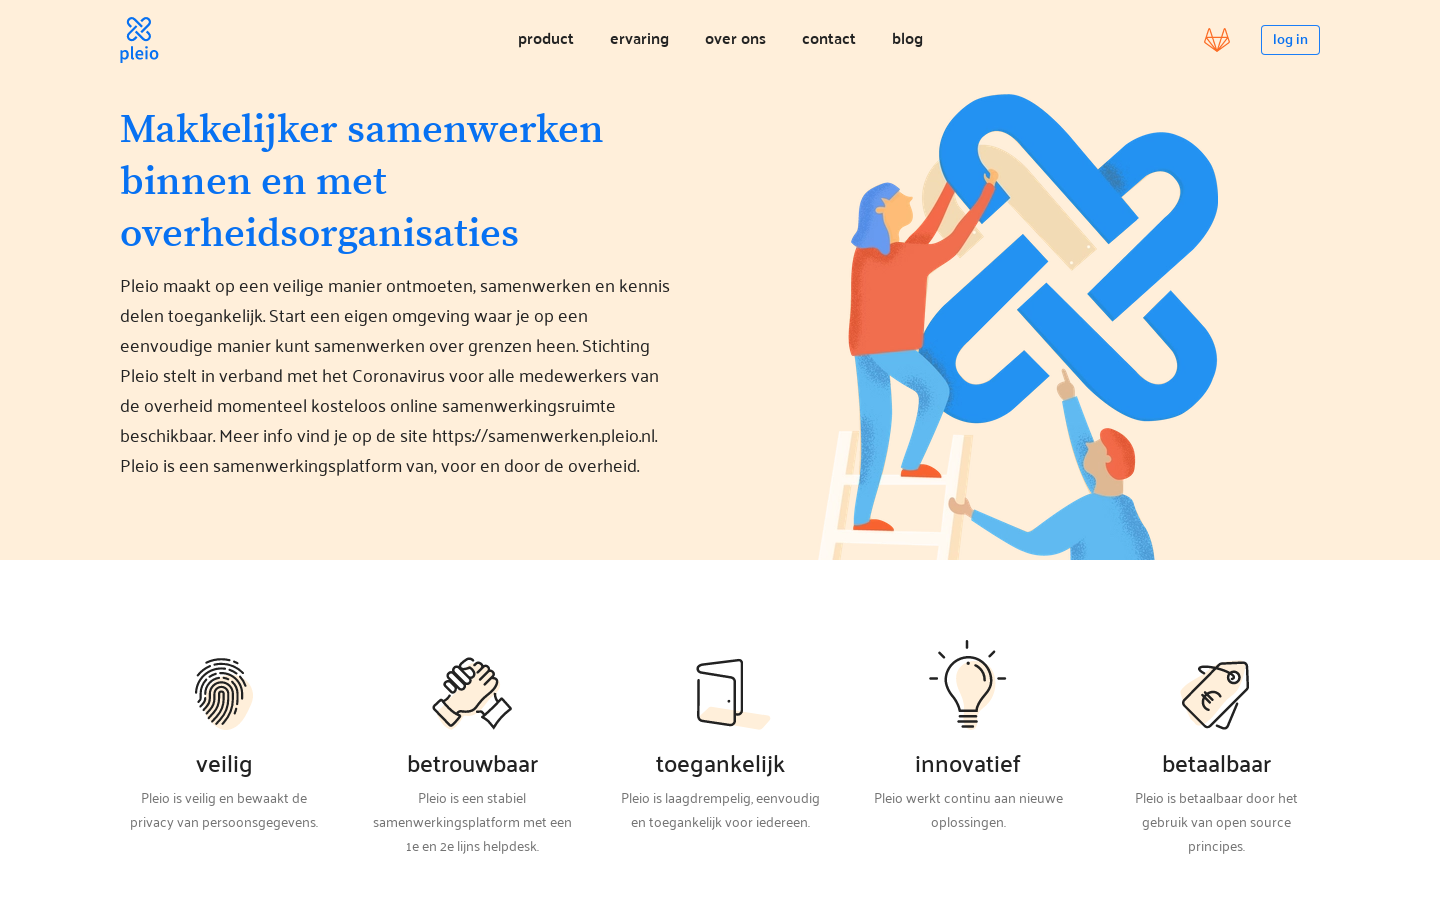 pleio
product
ervaring
over ons
contact
blog
log in
Makkelijker samenwerken
binnen en met
overheidsorganisaties
Pleio maakt op een veilige manier ontmoeten, samenwerken en kennis
delen toegankelijk. Start een eigen omgeving waar je op een
eenvoudige manier kunt samenwerken over grenzen heen. Stichting
Pleio stelt in verband met het Coronavirus voor alle medewerkers van
de overheid momenteel kosteloos online samenwerkingsruimte
beschikbaar. Meer info vind je op de site https://samenwerken.pleio.nl.
Pleio is een samenwerkingsplatform van, voor en door de overheid.
veilig
Pleio is veilig en bewaakt de
privacy van persoonsgegevens.
betrouwbaar
Pleio is een stabiel
samenwerkingsplatform met een
1e en 2e lijns helpdesk.
toegankelijk
Pleio is laagdrempelig, eenvoudig
en toegankelijk voor iedereen.
innovatief
Pleio werkt continu aan nieuwe
oplossingen.
€
betaalbaar
Pleio is betaalbaar door het
gebruik van open source
principes.